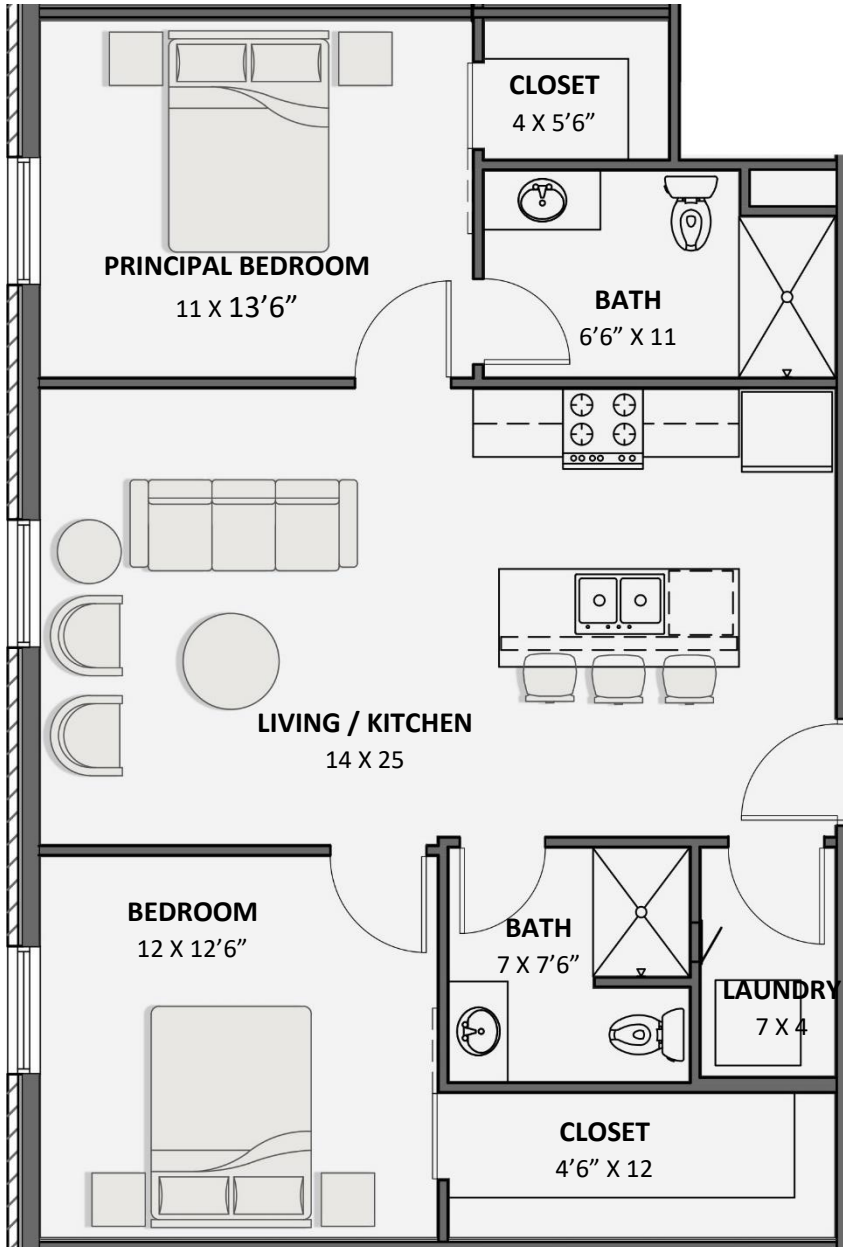 CLOSET
4 X 5’6”
PRINCIPAL BEDROOM
11 X 13’6”
BATH
6’6” X 11
LIVING / KITCHEN
14 X 25
BEDROOM
12 X 12’6”
BATH
7 X 7’6”
LAUNDRY
7 X 4
CLOSET
4’6” X 12